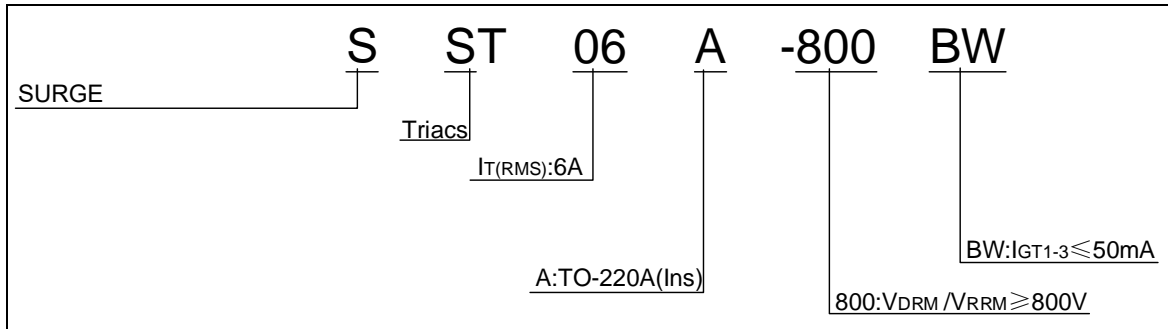 S ST 06 A -800 BW
SURGE
Triacs
IT(RMS):6A
BW:IGT1-3≤50mA
A:TO-220A(Ins)
800:VDRM /VRRM≥800V